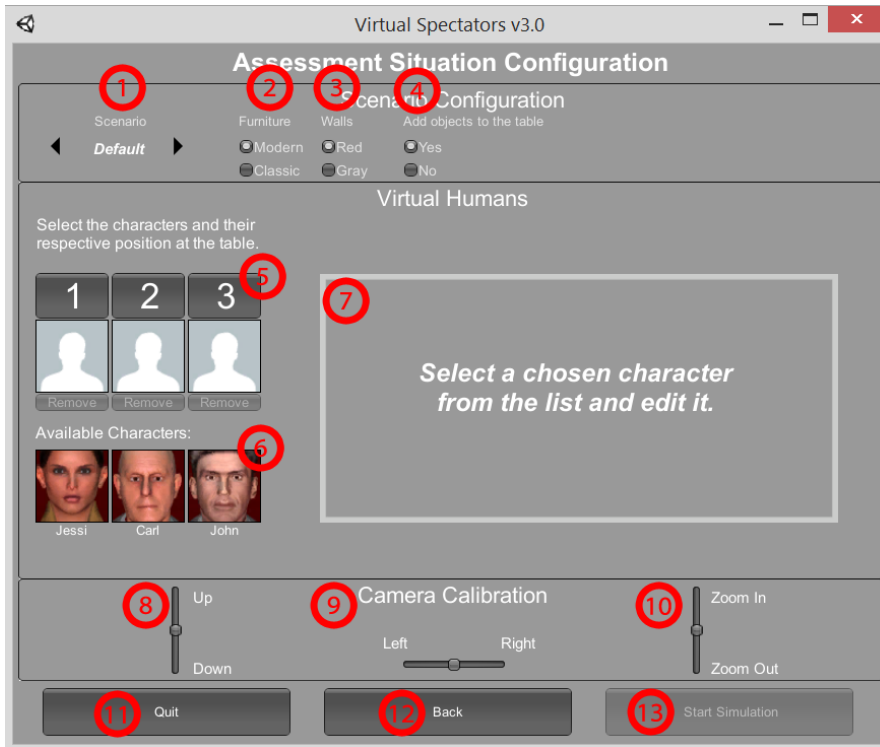 Virtual Spectators v3.0
Assessment Situation Configuration
1 2 3 4
Scenario Configuration
Scenario Furniture Walls Add objects to the table
Default Modern Red Yes
Classic Gray No
Virtual Humans
Select the characters and their
respective position at the table.
5
1 2 3
7
Remove Remove Remove
Select a chosen character
from the list and edit it.
Available Characters:
6
Jessi Carl John
8 Up 9 Camera Calibration 10 Zoom In
Left Right
Down Zoom Out
11 Quit 12 Back 13 Start Simulation